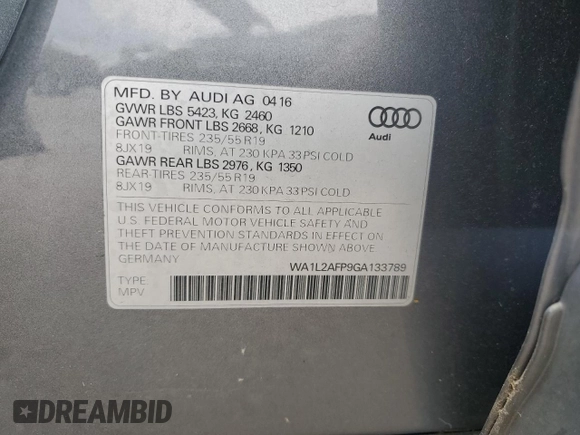 MFD. BY AUDI AG 0416
GVWR LBS 5423, KG 2460
GAWR FRONT LBS 2668, KG 1210
FRONT-TIRES 235/55 R19
8JX19 RIMS, AT 230 KPA 33 PSI COLD
GAWR REAR LBS 2976, KG 1350
REAR-TIRES 235/55 R19
8JX19 RIMS, AT 230 KPA 33 PSI COLD
Audi
THIS VEHICLE CONFORMS TO ALL APPLICABLE
U.S. FEDERAL MOTOR VEHICLE SAFETY AND
THEFT PREVENTION STANDARDS IN EFFECT ON
THE DATE OF MANUFACTURE SHOWN ABOVE.
GERMANY
WA1L2AFP9GA133789
TYPE:
MPV
DREAMBID